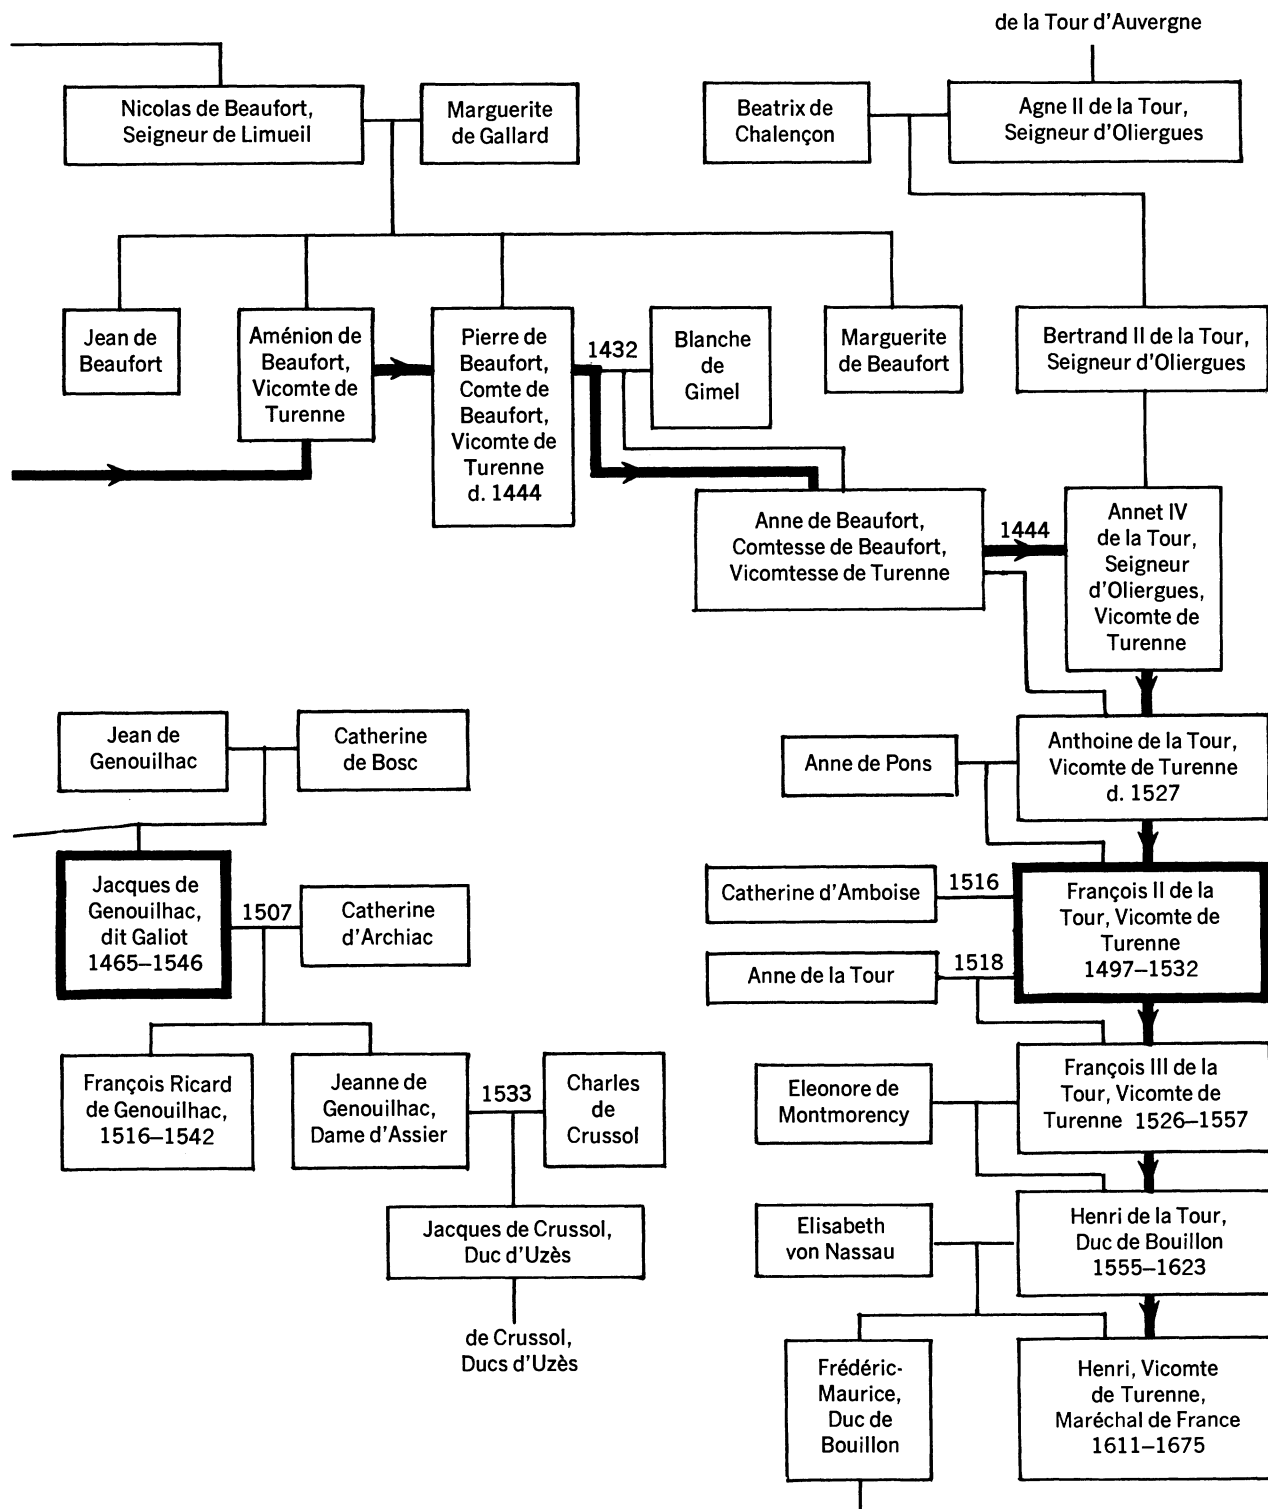 de la Tour d'Auvergne
Nicolas de Beaufort,
Seigneur de Limueil
Marguerite
de Gallard
Beatrix de
Chalençon
Agne II de la Tour,
Seigneur d'Oliergues
Jean de
Beaufort
Aménion de
Beaufort,
Vicomte de
Turenne
Pierre de
Beaufort,
Comte de
Beaufort,
Vicomte de
Turenne
d. 1444
1432
Blanche
de
Gimel
Marguerite
de Beaufort
Bertrand II de la Tour,
Seigneur d'Oliergues
Anne de Beaufort,
Comtesse de Beaufort,
Vicomtesse de Turenne
1444
Annet IV
de la Tour,
Seigneur
d'Oliergues,
Vicomte de
Turenne
Jean de
Genouilhac
Catherine
de Bosc
Anne de Pons
Anthoine de la Tour,
Vicomte de Turenne
d. 1527
Jacques de
Genouilhac,
dit Galiot
1465–1546
1507
Catherine
d'Archiac
Catherine d'Amboise
1516
François II de la
Tour, Vicomte de
Turenne
1497–1532
Anne de la Tour
1518
François Ricard
de Genouilhac,
1516–1542
Jeanne de
Genouilhac,
Dame d'Assier
1533
Charles
de
Crussol
Eleonore de
Montmorency
François III de la
Tour, Vicomte de
Turenne 1526–1557
Jacques de Crussol,
Duc d'Uzès
Elisabeth
von Nassau
Henri de la Tour,
Duc de Bouillon
1555–1623
de Crussol,
Ducs d'Uzès
Frédéric-
Maurice,
Duc de
Bouillon
Henri, Vicomte
de Turenne,
Maréchal de France
1611–1675